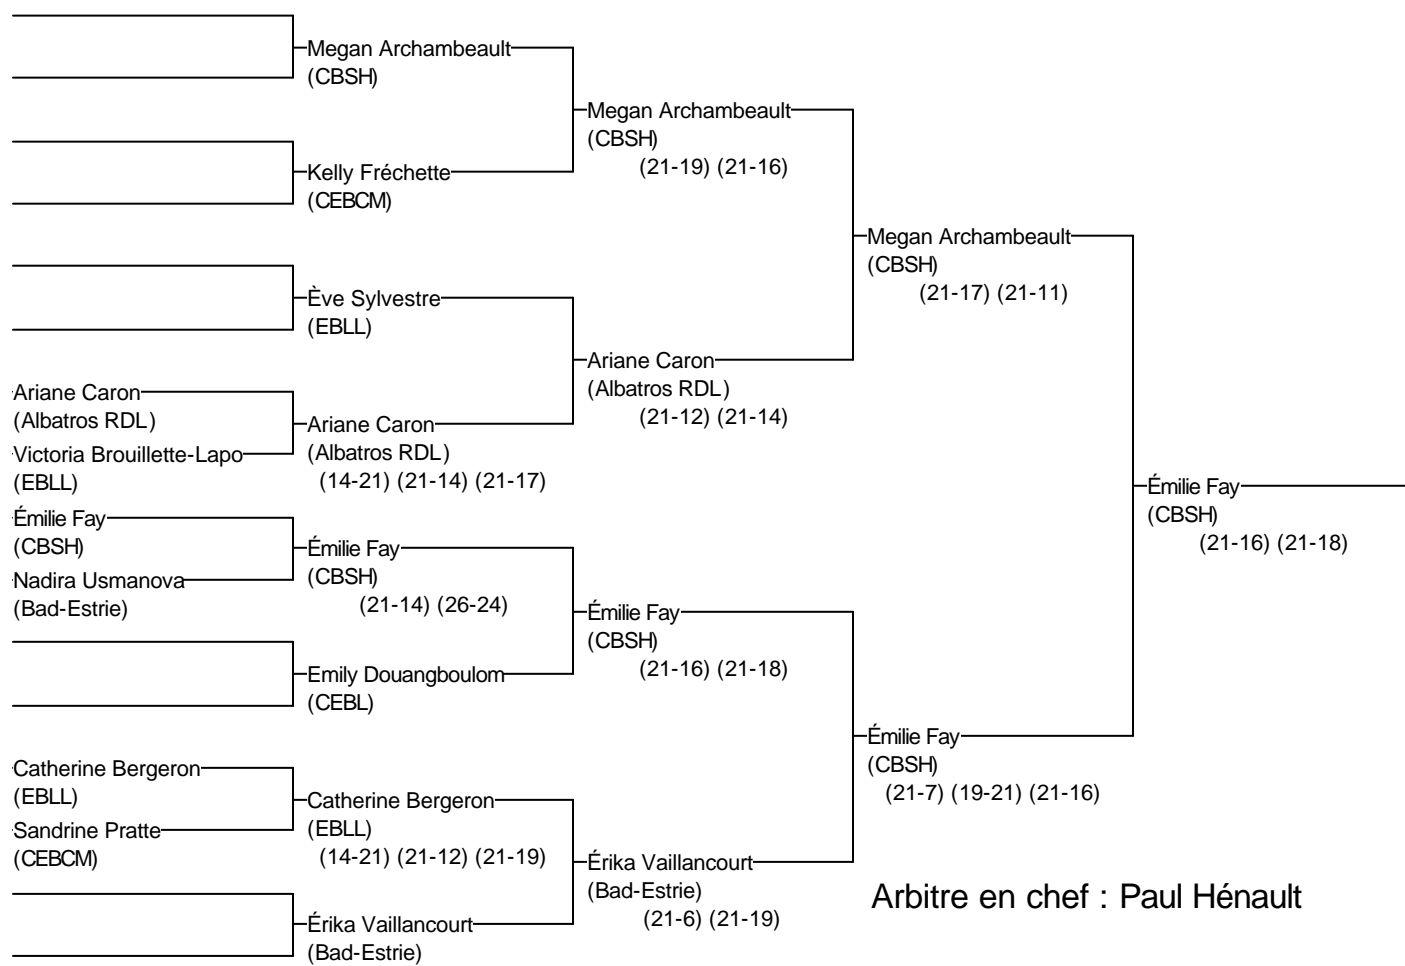 Megan Archambeault
(CBSH)
Megan Archambeault
(CBSH)
(21-19) (21-16)
Kelly Fréchette
(CEBCM)
Megan Archambeault
(CBSH)
(21-17) (21-11)
Ève Sylvestre
(EBLL)
Ariane Caron
(Albatros RDL)
(21-12) (21-14)
Ariane Caron
(Albatros RDL)
Ariane Caron
(Albatros RDL)
(14-21) (21-14) (21-17)
Victoria Brouillette-Lapo
(EBLL)
Émilie Fay
(CBSH)
(21-16) (21-18)
Émilie Fay
(CBSH)
Émilie Fay
(CBSH)
(21-14) (26-24)
Nadira Usmanova
(Bad-Estrie)
Émilie Fay
(CBSH)
(21-16) (21-18)
Emily Douangboulom
(CEBL)
Émilie Fay
(CBSH)
(21-7) (19-21) (21-16)
Catherine Bergeron
(EBLL)
Catherine Bergeron
(EBLL)
(14-21) (21-12) (21-19)
Sandrine Pratte
(CEBCM)
Érika Vaillancourt
(Bad-Estrie)
(21-6) (21-19)
Arbitre en chef : Paul Hénault
Érika Vaillancourt
(Bad-Estrie)